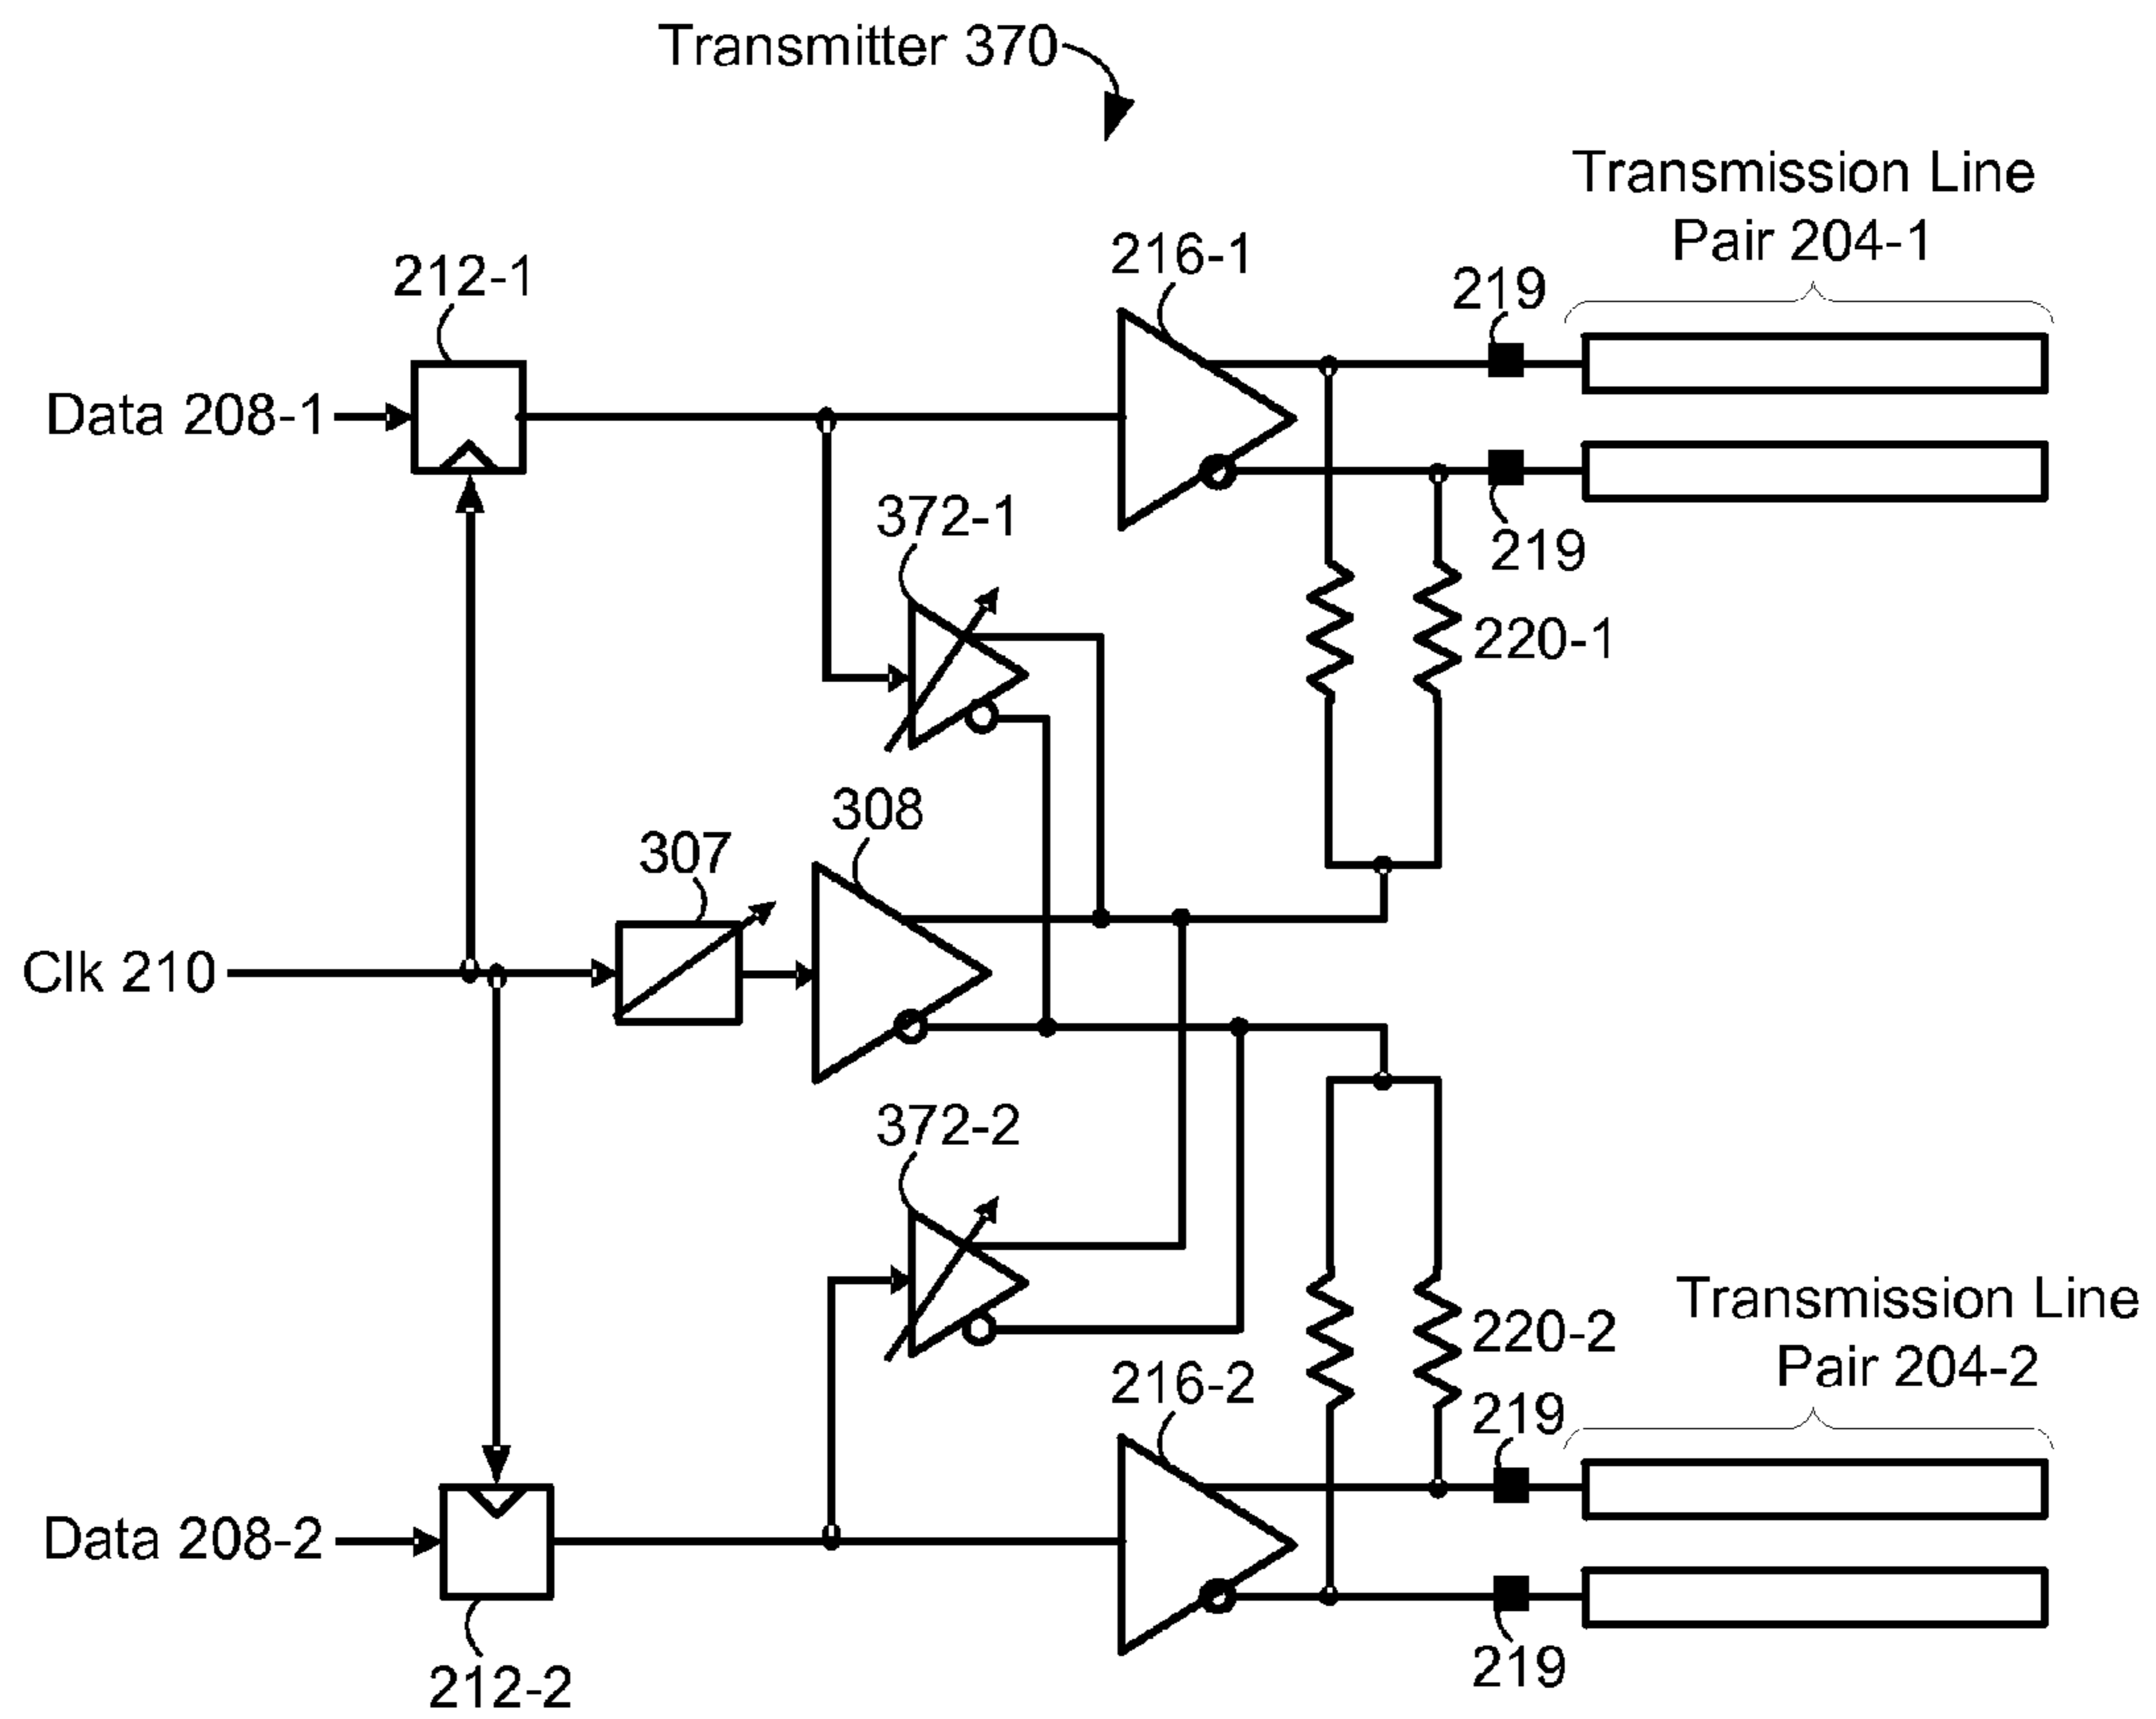 Transmitter 370
Transmission Line
Pair 204-1
216-1
212-1
219
Data 208-1
372-1
219
220-1
308
307
Clk 210
372-2
Transmission Line
220-2
Pair 204-2
216-2
219
Data 208-2
219
212-2